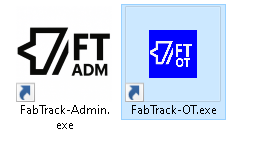 FT
ADM
FabTrack-Admin.
exe
FT
OT
FabTrack-OT.exe